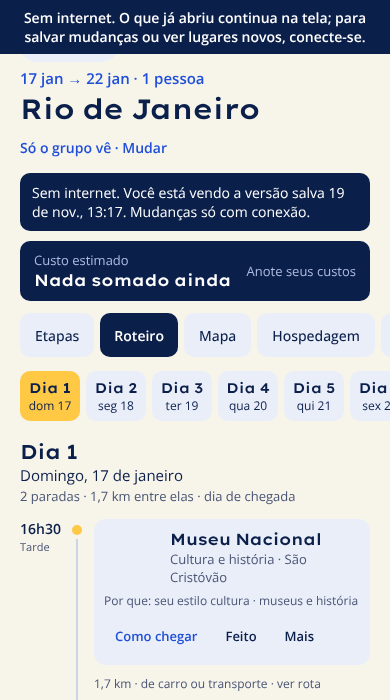 Sem internet. O que já abriu continua na tela; para
salvar mudanças ou ver lugares novos, conecte-se.
17 jan → 22 jan · 1 pessoa
Rio de Janeiro
Só o grupo vê · Mudar
Sem internet. Você está vendo a versão salva 19
de nov., 13:17. Mudanças só com conexão.
Custo estimado
Nada somado ainda
Anote seus custos
Etapas Roteiro Mapa Hospedagem
Dia 1 Dia 2 Dia 3 Dia 4 Dia 5 Dia
dom 17 seg 18 ter 19 qua 20 qui 21 sex 2
Dia 1
Domingo, 17 de janeiro
2 paradas · 1,7 km entre elas · dia de chegada
16h30
Tarde
Museu Nacional
Cultura e história · São
Cristóvão
Por que: seu estilo cultura · museus e história
Como chegar Feito Mais
1,7 km · de carro ou transporte · ver rota